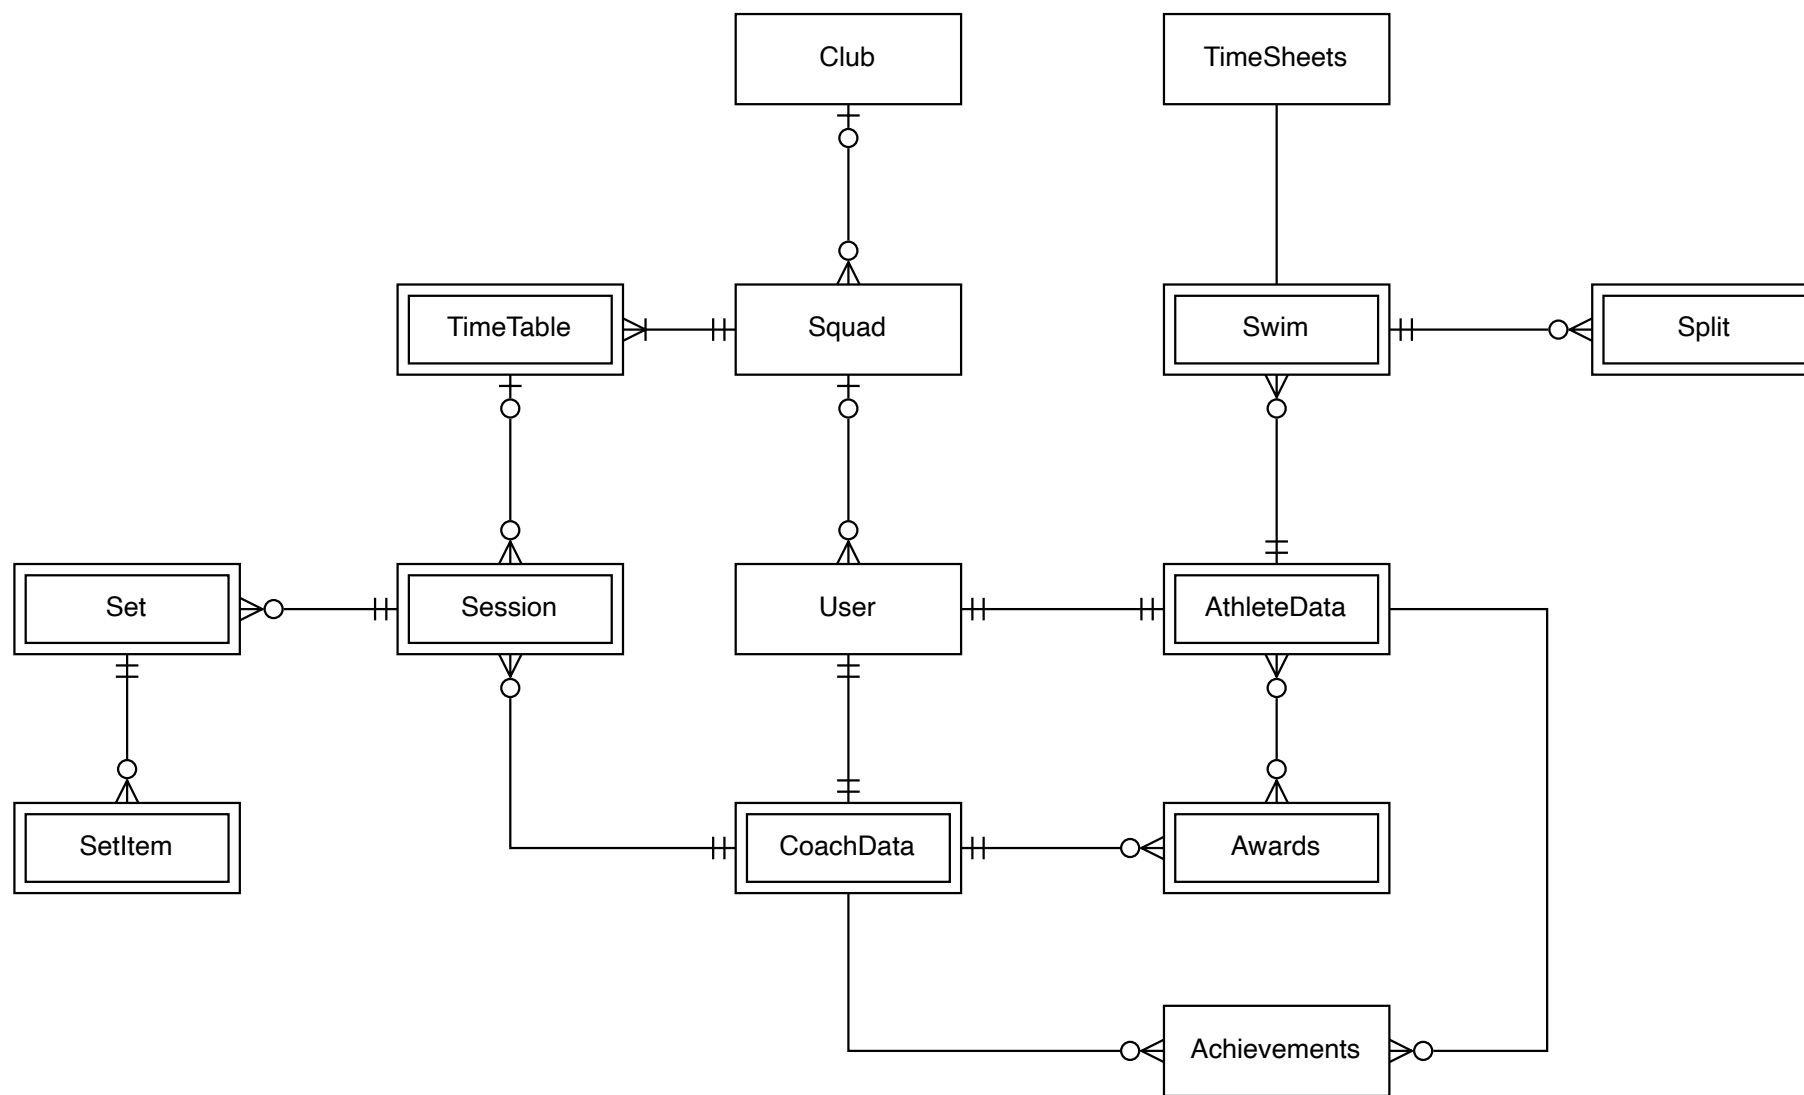 Club
TimeSheets
TimeTable
Squad
Swim
Split
Set
Session
User
AthleteData
SetItem
CoachData
Awards
Achievements